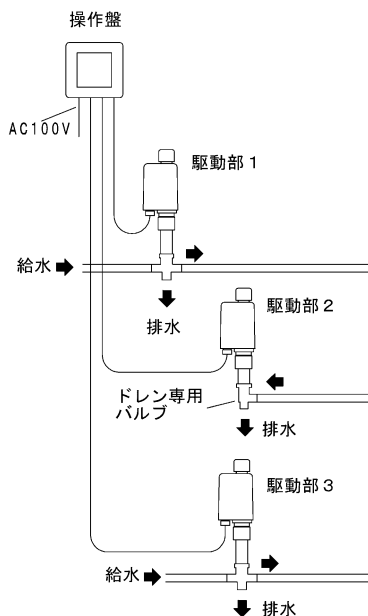 操作盤
AC100V
駆動部1
給水
排水
駆動部2
ドレン専用
バルブ
排水
駆動部3
給水
排水